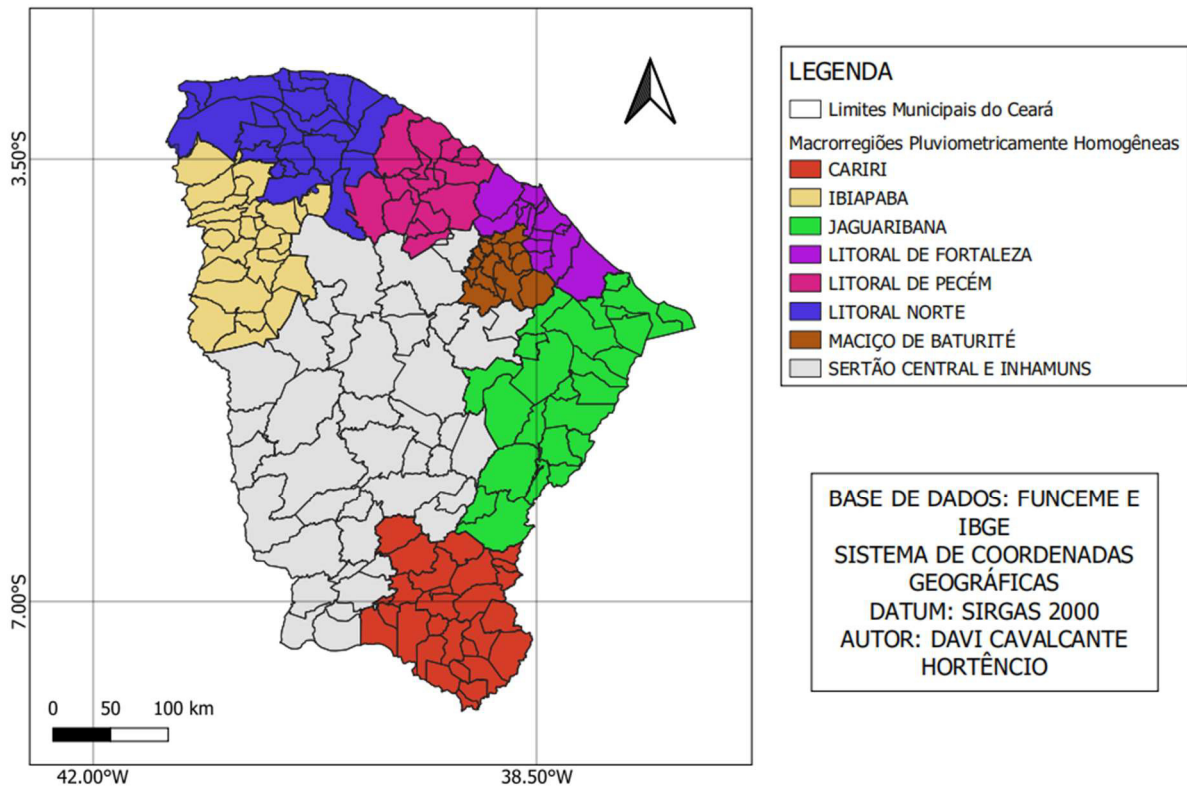 3.50°S
7.00°S
0 50 100 km
42.00°W
38.50°W
LEGENDA
Limites Municipais do Ceará
Macrorregiões Pluviometricamente Homogêneas
CARIRI
IBIAPABA
JAGUARIBANA
LITORAL DE FORTALEZA
LITORAL DE PECÉM
LITORAL NORTE
MACIÇO DE BATURITÉ
SERTÃO CENTRAL E INHAMUNS
BASE DE DADOS: FUNCEME E
IBGE
SISTEMA DE COORDENADAS
GEOGRÁFICAS
DATUM: SIRGAS 2000
AUTOR: DAVI CAVALCANTE
HORTÊNCIO